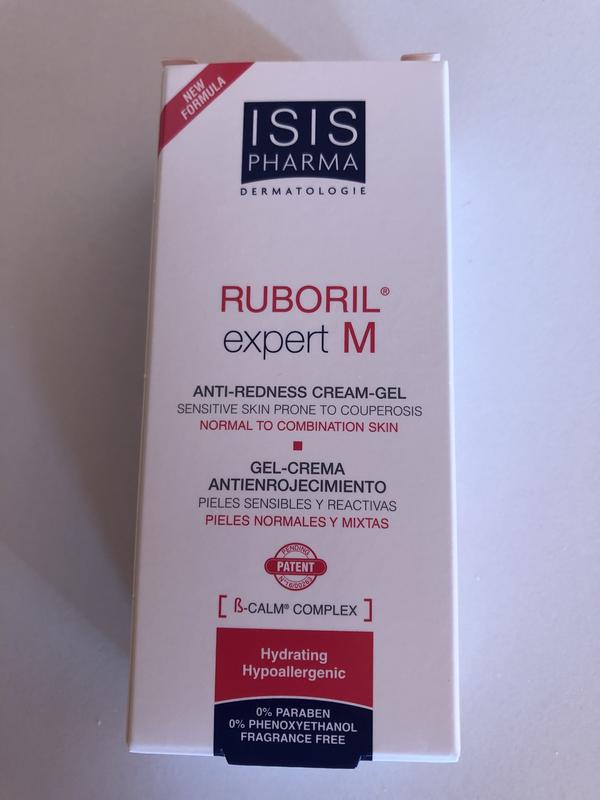 NEW
FORMULA
ISIS
PHARMA
DERMATOLOGIE
RUBORIL®
expert M
ANTI-REDNESS CREAM-GEL
SENSITIVE SKIN PRONE TO COUPEROSIS
NORMAL TO COMBINATION SKIN
GEL-CREMA
ANTIENROJECIMIENTO
PIELES SENSIBLES Y REACTIVAS
PIELES NORMALES Y MIXTAS
PENDING
PATENT
N°16/00263
[ ß-CALM® COMPLEX ]
Hydrating
Hypoallergenic
0% PARABEN
0% PHENOXYETHANOL
FRAGRANCE FREE